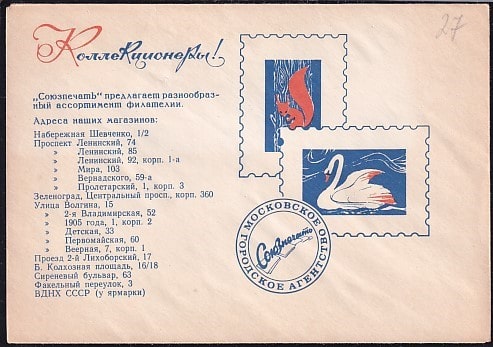 27
Коллекционеры!
„Союзпечать" предлагает разнообраз-
ный ассортимент филателии.
Адреса наших магазинов:
Набережная Шевченко, 1/2
Проспект Ленинский, 74
» Ленинский, 85
» Ленинский, 92, корп. 1-а
» Мира, 103
» Вернадского, 59-а
» Пролетарский, 1, корп. 3
Зеленоград, Центральный просп., корп. 360
Улица Волгина, 15
» 2-я Владимирская, 52
» 1905 года, 1, корп. 2
» Детская, 33
» Первомайская, 60
» Веерная, 7, корп. 1
Проезд 2-й Лихоборский, 17
Б. Колхозная площадь, 16/18
Сиреневый бульвар, 63
Факельный переулок, 3
ВДНХ СССР (у ярмарки)
МОСКОВСКОЕ
ГОРОДСКОЕ АГЕНТСТВО
Союзпечать